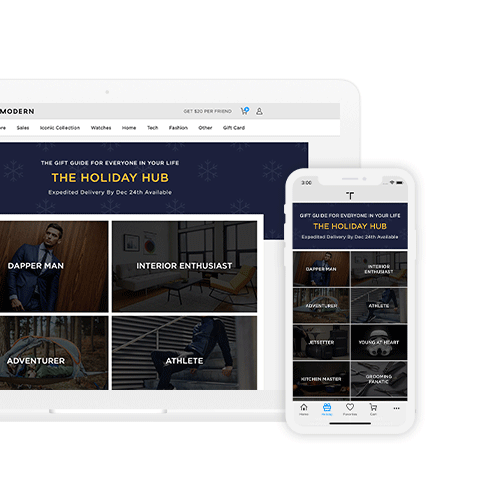 MODERN
GET $20 PER FRIEND
Sales Iconic Collection Watches Home Tech Fashion Other Gift Card
THE GIFT GUIDE FOR EVERYONE IN YOUR LIFE
THE HOLIDAY HUB
Expedited Delivery By Dec 24th Available
DAPPER MAN
INTERIOR ENTHUSIAST
ADVENTURER
ATHLETE
3:00
GIFT GUIDE FOR EVERYONE IN YOUR LIFE
THE HOLIDAY HUB
Expedited Delivery By Dec 24th Available
DAPPER MAN
INTERIOR
ENTHUSIAST
ADVENTURER
ATHLETE
JETSETTER
YOUNG AT HEART
KITCHEN MASTER
GROOMING
FANATIC
Home
Favorites
Cart